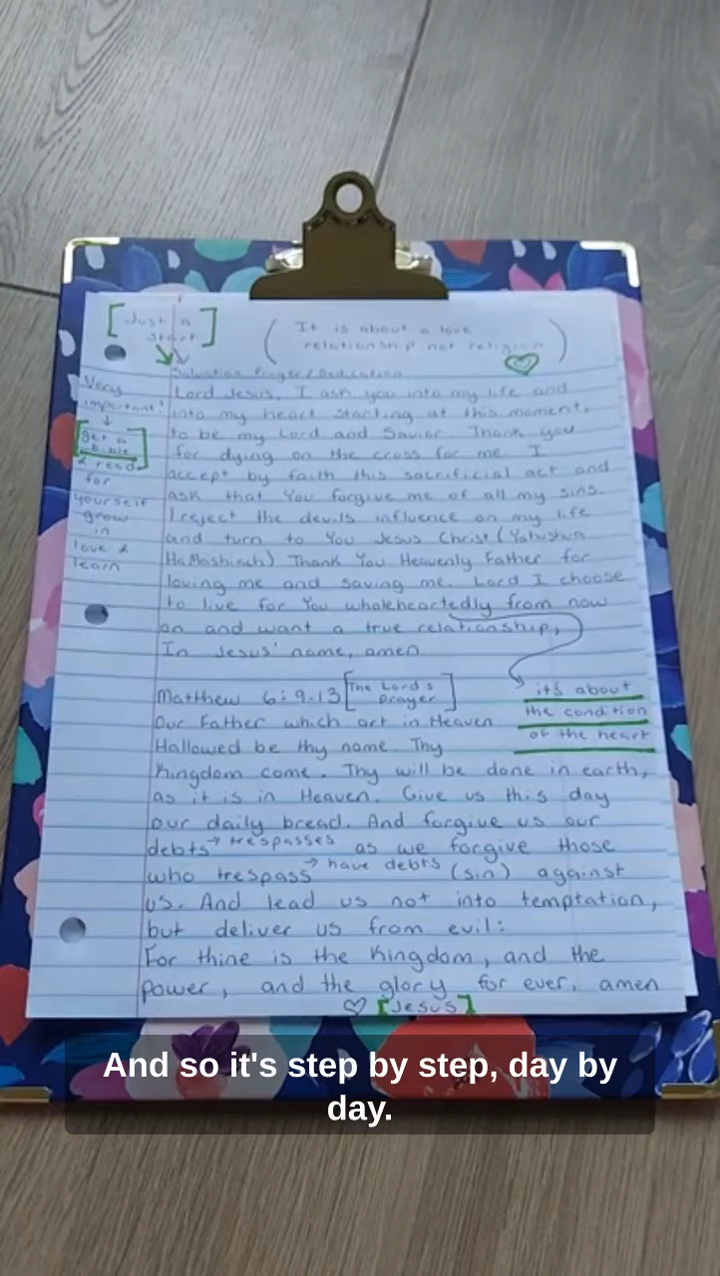 [Just a
Start]
(It is about a love
relationship not religion)
Salvation Prayer/Dedication
Very
important!
Get a
bible
& read
for
yourself
grow
in
love &
learn
Lord Jesus, I ask you into my life and
into my heart starting at this moment,
to be my Lord and Savior. Thank you
for dying on the cross for me. I
accept by faith this sacrificial act and
ask that You forgive me of all my sins.
I reject the devils influence on my life
and turn to You Jesus Christ (Yahushua
HaMashiach) Thank You Heavenly Father for
loving me and saving me. Lord I choose
to live for You wholeheartedly from now
on and want a true relationship,
In Jesus' name, amen
it's about
the condition
of the heart
Matthew 6:9-13 [The Lord's
Prayer]
Our Father which art in Heaven
Hallowed be thy name. Thy
Kingdom come. Thy will be done in earth,
as it is in Heaven. Give us this day
our daily bread. And forgive us our
debts → trespasses as we forgive those
who trespass → have debts (sin) against
us. And lead us not into temptation,
but deliver us from evil:
For thine is the Kingdom, and the
power, and the glory for ever, amen
♡ [Jesus]
And so it's step by step, day by
day.